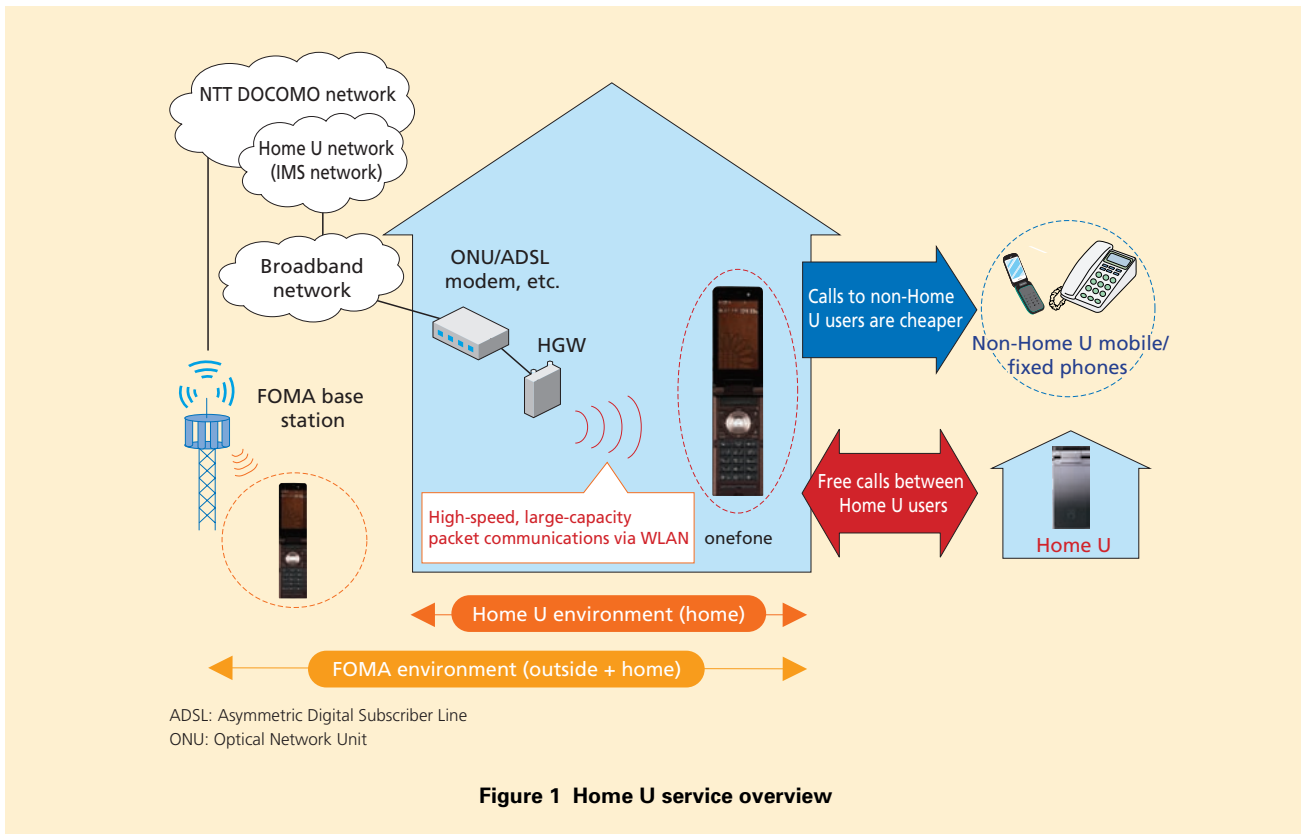 NTT DOCOMO network
Home U network
(IMS network)
Broadband
network
ONU/ADSL
modem, etc.
HGW
FOMA base
station
High-speed, large-capacity
packet communications via WLAN
onefone
Calls to non-Home
U users are cheaper
Non-Home U mobile/
fixed phones
Free calls between
Home U users
Home U
Home U environment (home)
FOMA environment (outside + home)
ADSL: Asymmetric Digital Subscriber Line
ONU: Optical Network Unit
Figure 1 Home U service overview